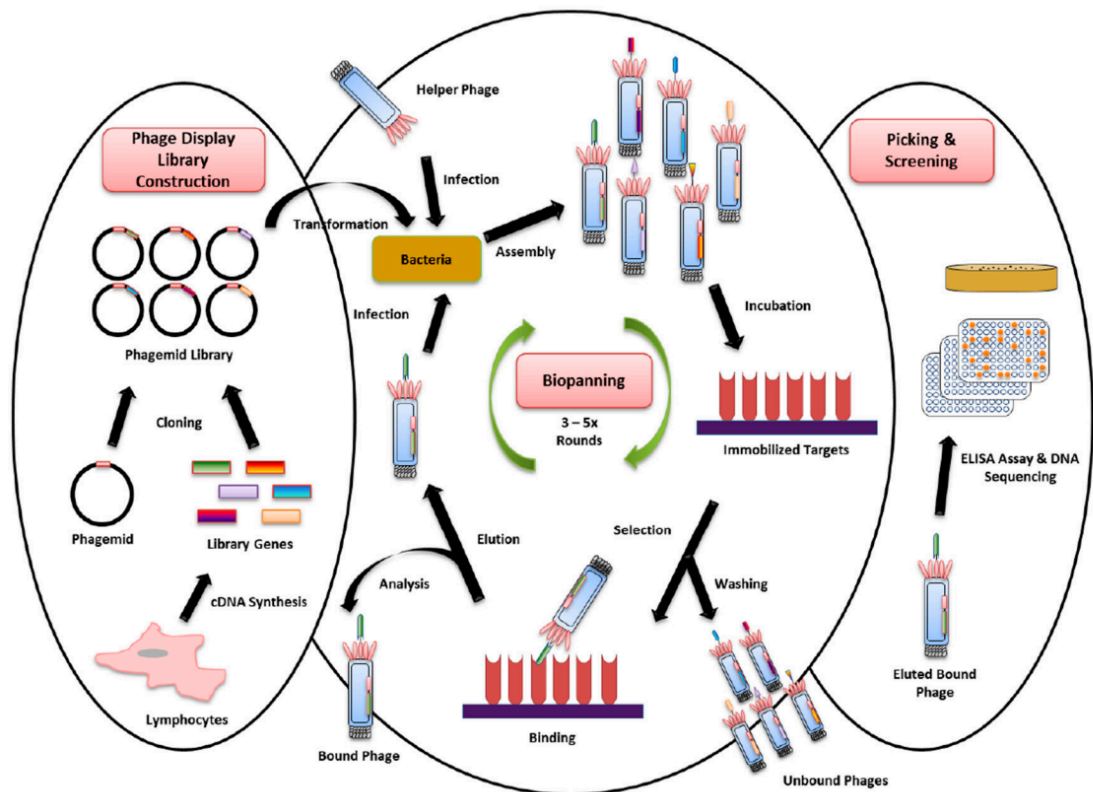 Phage Display
Library
Construction
Phagemid Library
Cloning
Phagemid
Library Genes
cDNA Synthesis
Lymphocytes
Helper Phage
Infection
Transformation
Bacteria
Assembly
Infection
Incubation
Biopanning
3 – 5x
Rounds
Immobilized Targets
Elution
Selection
Analysis
Washing
Bound Phage
Binding
Unbound Phages
Picking &
Screening
ELISA Assay & DNA
Sequencing
Eluted Bound
Phage